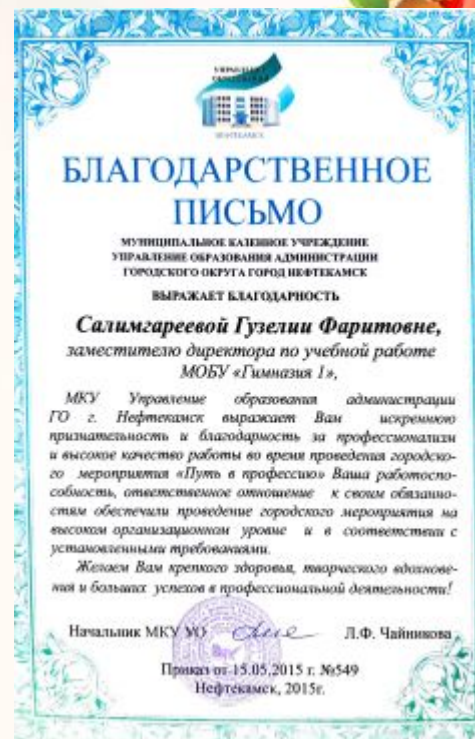 УПРАВЛЕНИЕ
ОБРАЗОВАНИЯ
НЕФТЕКАМСК
БЛАГОДАРСТВЕННОЕ
ПИСЬМО
МУНИЦИПАЛЬНОЕ КАЗЕННОЕ УЧРЕЖДЕНИЕ
УПРАВЛЕНИЕ ОБРАЗОВАНИЯ АДМИНИСТРАЦИИ
ГОРОДСКОГО ОКРУГА ГОРОД НЕФТЕКАМСК
ВЫРАЖАЕТ БЛАГОДАРНОСТЬ
Салимгареевой Гузелии Фаритовне,
заместителю директора по учебной работе
МОБУ «Гимназия 1»,
МКУ Управление образования администрации
ГО г. Нефтекамск выражает Вам искреннюю
признательность и благодарность за профессионализм
и высокое качество работы во время проведения городско-
го мероприятия «Путь в профессию» Ваша работоспо-
собность, ответственное отношение к своим обязанно-
стям обеспечили проведение городского мероприятия на
высоком организационном уровне и в соответствии с
установленными требованиями.
Желаем Вам крепкого здоровья, творческого вдохнове-
ния и больших успехов в профессиональной деятельности!
Начальник МКУ УО Л.Ф. Чайникова
Приказ от 15.05.2015 г. №549
Нефтекамск, 2015г.